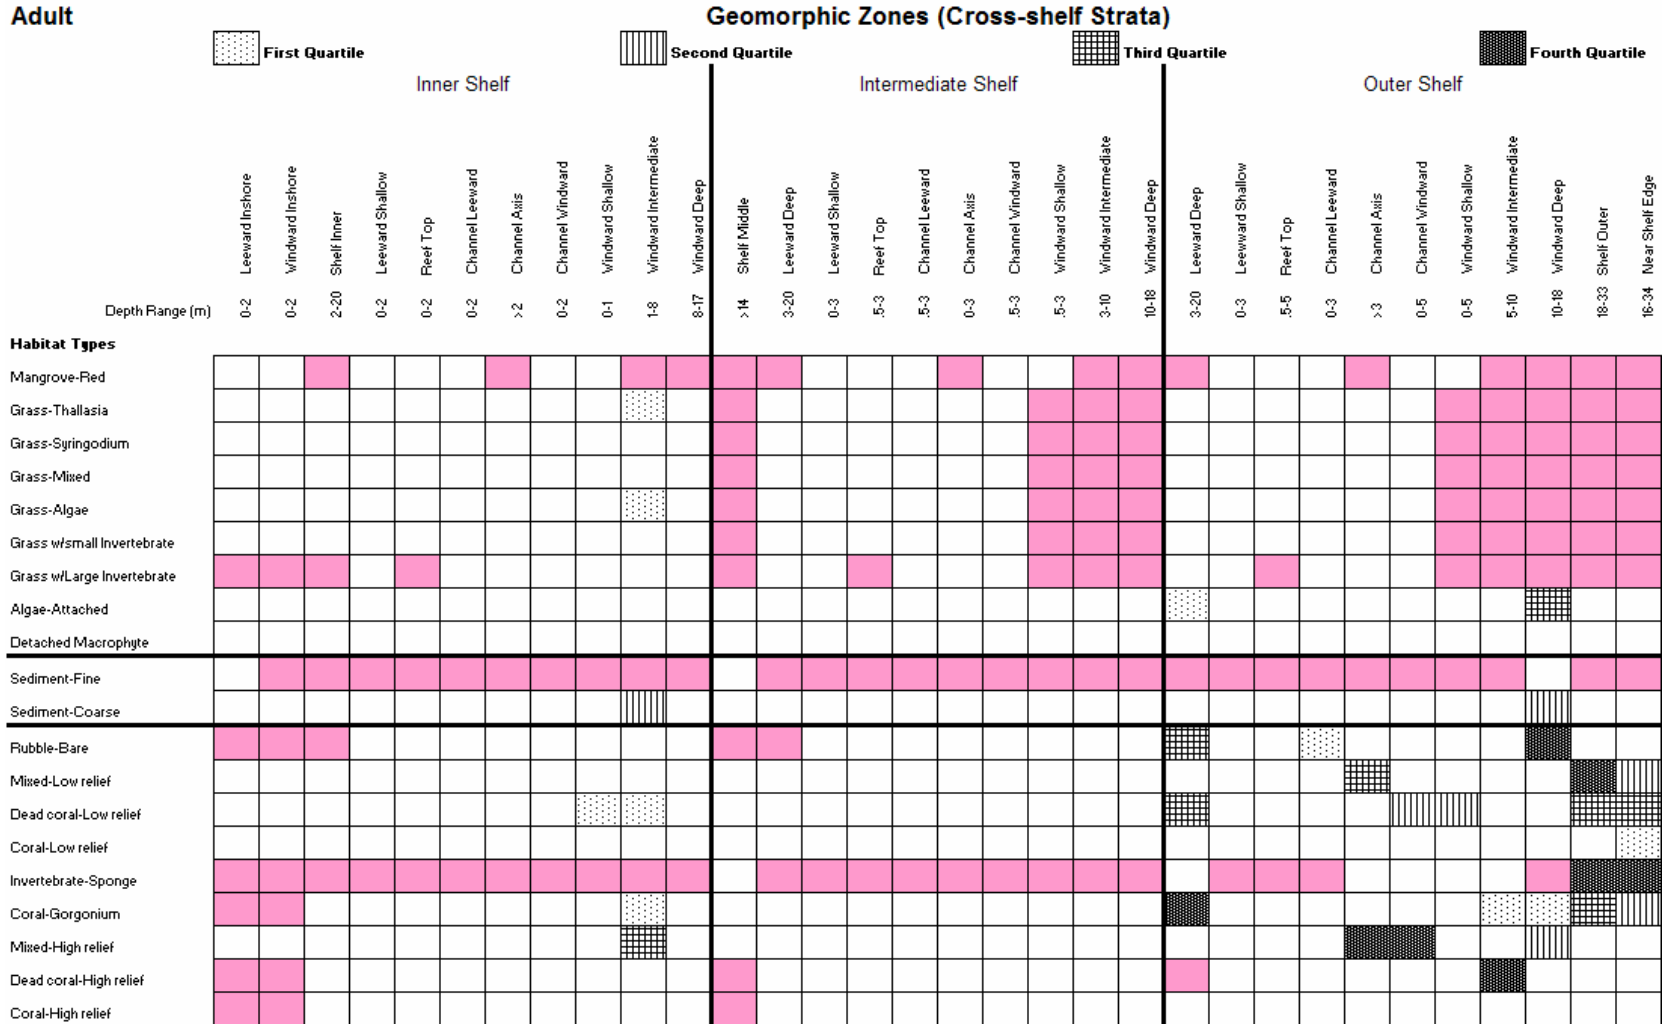 Adult
Geomorphic Zones (Cross-shelf Strata)
First Quartile
Second Quartile
Third Quartile
Fourth Quartile
Inner Shelf
Intermediate Shelf
Outer Shelf
Leeward Inshore
Windward Inshore
Shelf Inner
Leeward Shallow
Reef Top
Channel Leeward
Channel Axis
Channel Windward
Windward Shallow
Windward Intermediate
Windward Deep
Shelf Middle
Leeward Deep
Leeward Shallow
Reef Top
Channel Leeward
Channel Axis
Channel Windward
Windward Shallow
Windward Intermediate
Windward Deep
Leeward Deep
Leewward Shallow
Reef Top
Channel Leeward
Channel Axis
Channel Windward
Windward Shallow
Windward Intermediate
Windward Deep
Shelf Outer
Near Shelf Edge
Depth Range (m)
0-2
0-2
2-20
0-2
0-2
0-2
>2
0-2
0-1
1-8
8-17
>14
3-20
0-3
.5-3
.5-3
0-3
.5-3
.5-3
3-10
10-18
3-20
0-3
.5-5
0-3
>3
0-5
0-5
5-10
10-18
18-33
16-34
Habitat Types
Mangrove-Red
Grass-Thallasia
Grass-Syringodium
Grass-Mixed
Grass-Algae
Grass w/small Invertebrate
Grass w/Large Invertebrate
Algae-Attached
Detached Macrophyte
Sediment-Fine
Sediment-Coarse
Rubble-Bare
Mixed-Low relief
Dead coral-Low relief
Coral-Low relief
Invertebrate-Sponge
Coral-Gorgonium
Mixed-High relief
Dead coral-High relief
Coral-High relief